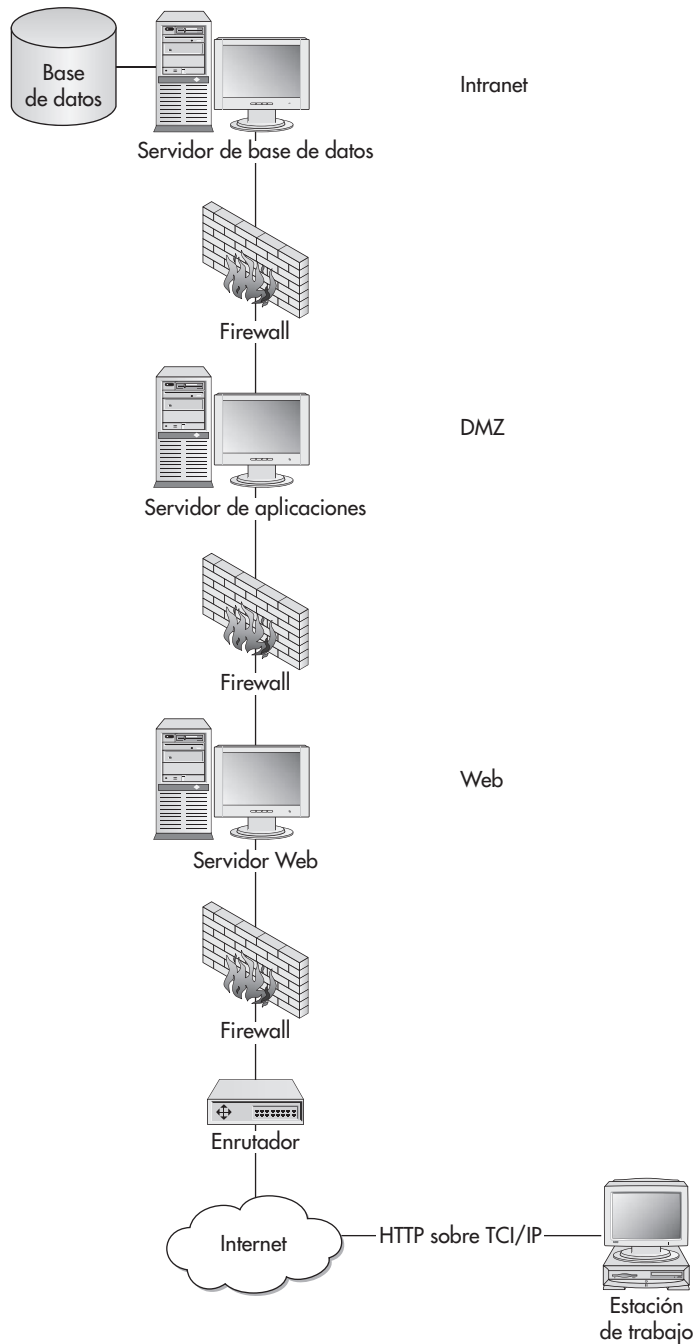 Base
de datos
Intranet
Servidor de base de datos
Firewall
DMZ
Servidor de aplicaciones
Firewall
Web
Servidor Web
Firewall
Enrutador
Internet
HTTP sobre TCI/IP
Estación
de trabajo